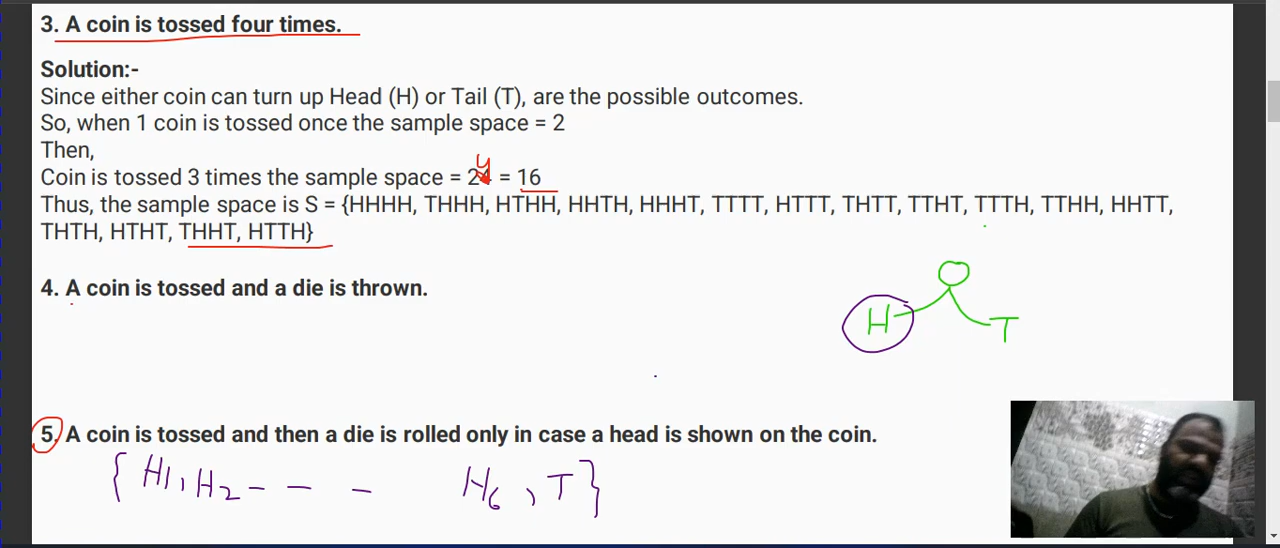 3. A coin is tossed four times.
Solution:-
Since either coin can turn up Head (H) or Tail (T), are the possible outcomes.
So, when 1 coin is tossed once the sample space = 2
Then,
Coin is tossed 3 times the sample space = 24 = 16
Thus, the sample space is S = {HHHH, THHH, HTHH, HHTH, HHHT, TTTT, HTTT, THTT, TTHT, TTTH, TTHH, HHTT,
THTH, HTHT, THHT, HTTH}
4. A coin is tossed and a die is thrown.
H T
5. A coin is tossed and then a die is rolled only in case a head is shown on the coin.
{ H1, H2 - - - H6, T }